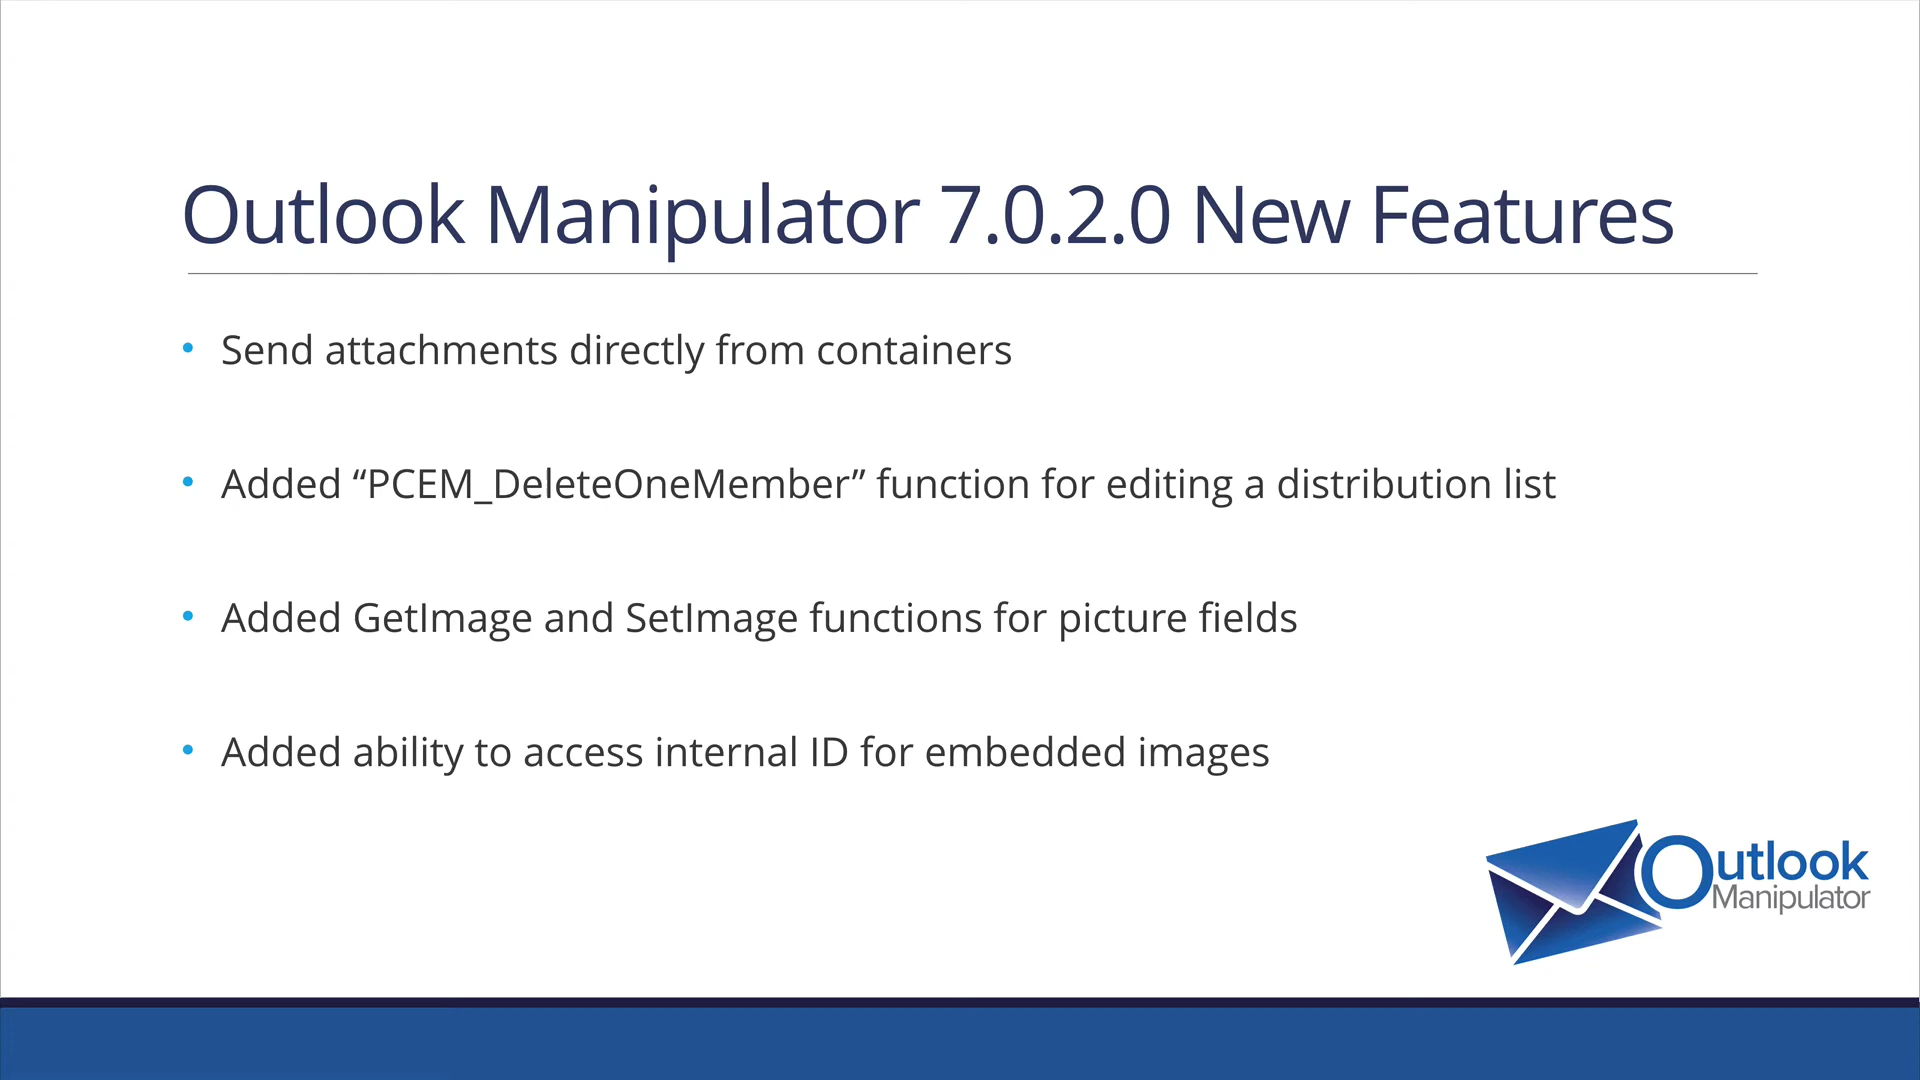 Outlook Manipulator 7.0.2.0 New Features
• Send attachments directly from containers
• Added “PCEM_DeleteOneMember” function for editing a distribution list
• Added GetImage and SetImage functions for picture fields
• Added ability to access internal ID for embedded images
Outlook
Manipulator